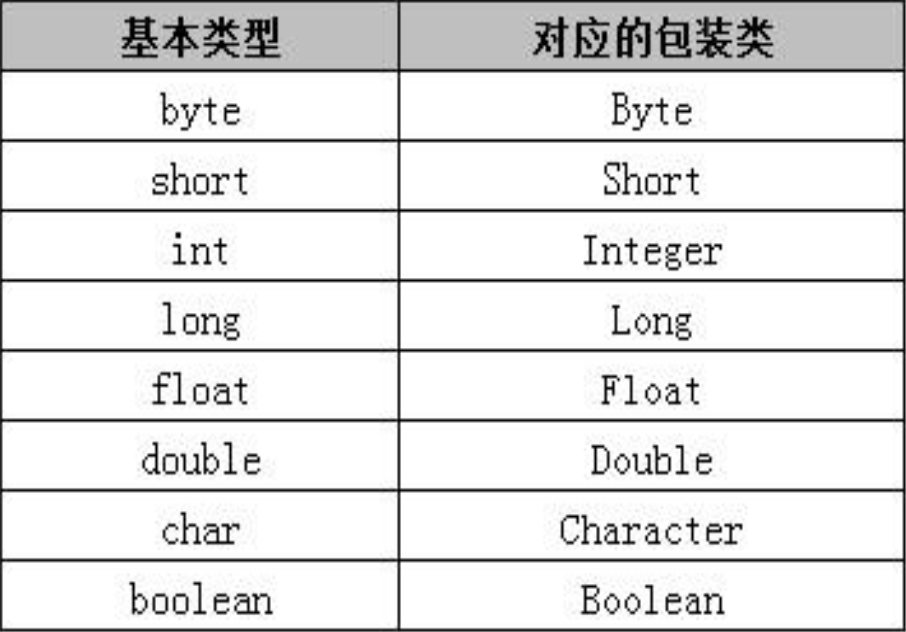 基本类型 对应的包装类
byte Byte
short Short
int Integer
long Long
float Float
double Double
char Character
boolean Boolean